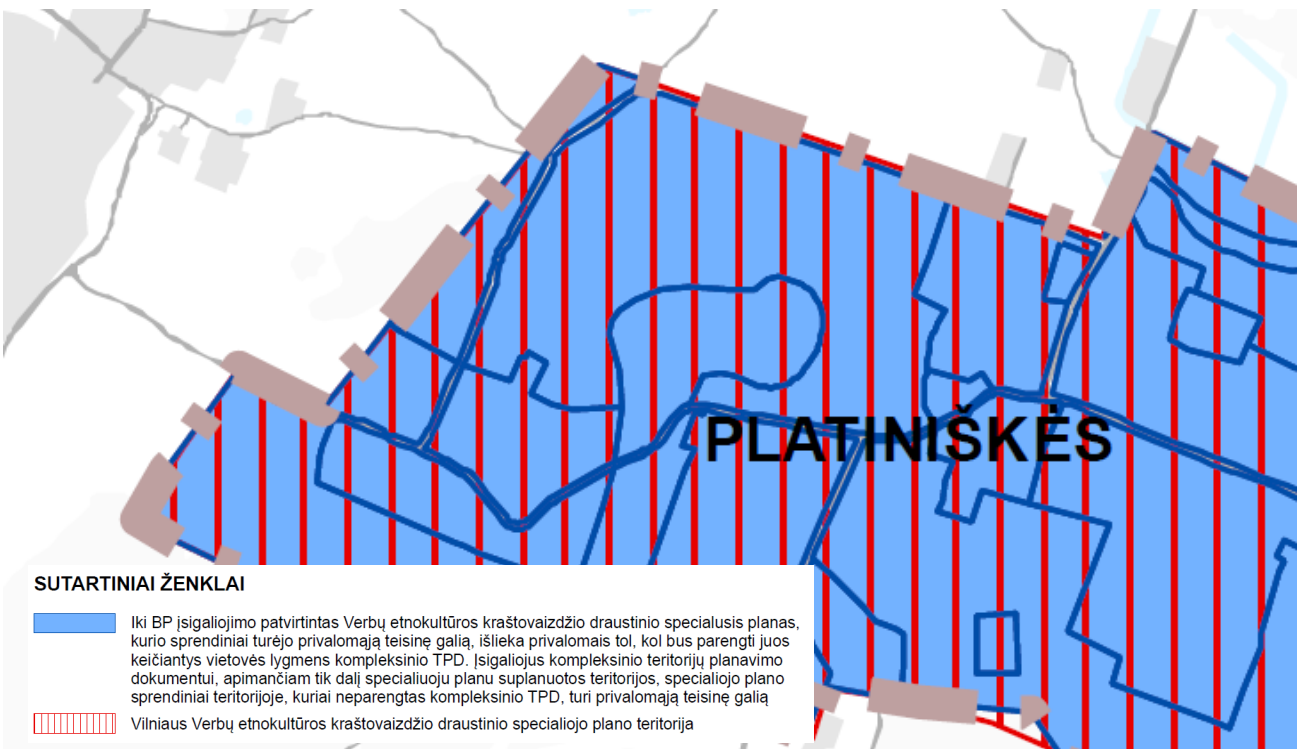 PLATINIŠKĖS
SUTARTINIAI ŽENKLAI
Iki BP įsigaliojimo patvirtintas Verbų etnokultūros kraštovaizdžio draustinio specialusis planas,
kurio sprendiniai turėjo privalomąją teisinę galią, išlieka privalomais tol, kol bus parengti juos
keičiantys vietovės lygmens kompleksinio TPD. Įsigaliojus kompleksinio teritorijų planavimo
dokumentui, apimančiam tik dalį specialiuoju planu suplanuotos teritorijos, specialiojo plano
sprendiniai teritorijoje, kuriai neparengtas kompleksinio TPD, turi privalomąją teisinę galią
Vilniaus Verbų etnokultūros kraštovaizdžio draustinio specialiojo plano teritorija